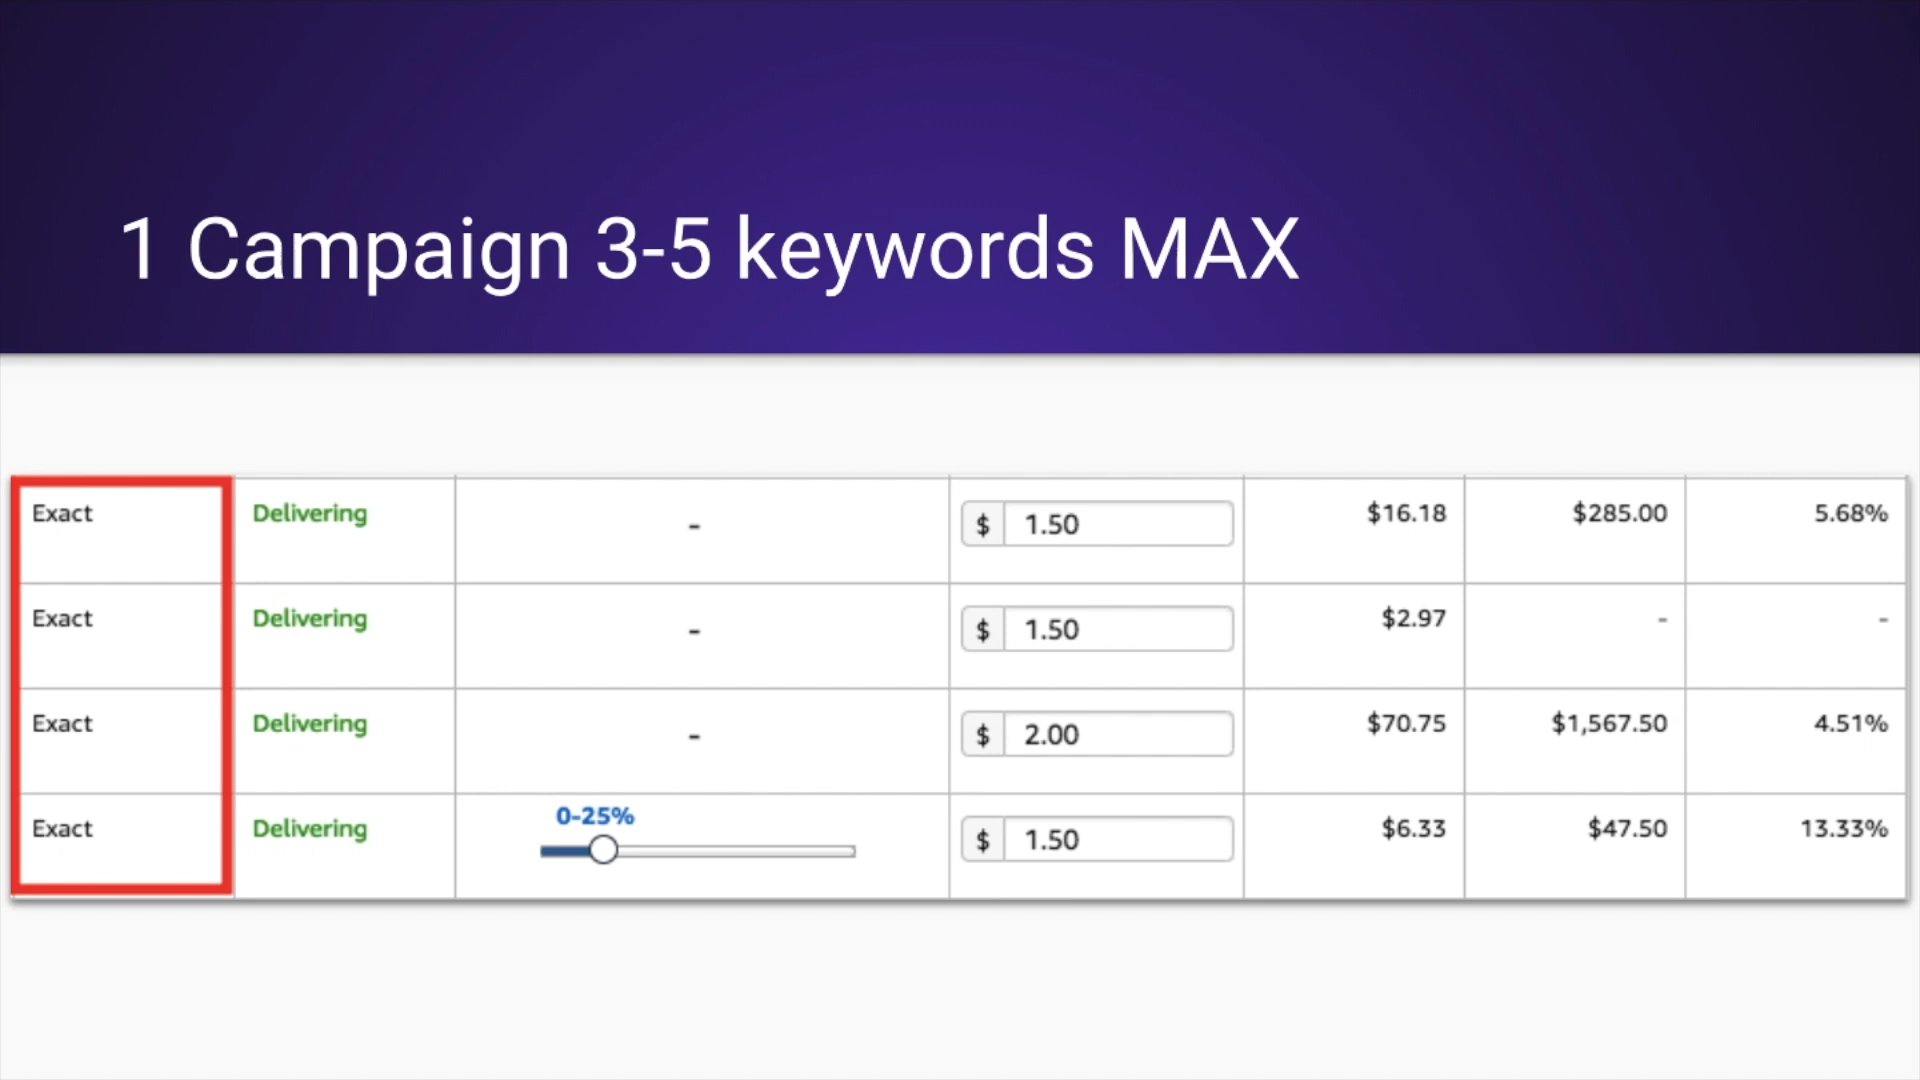 1 Campaign 3-5 keywords MAX
Exact Delivering - $ 1.50 $16.18 $285.00 5.68%
Exact Delivering - $ 1.50 $2.97 - -
Exact Delivering - $ 2.00 $70.75 $1,567.50 4.51%
0-25%
Exact Delivering $ 1.50 $6.33 $47.50 13.33%